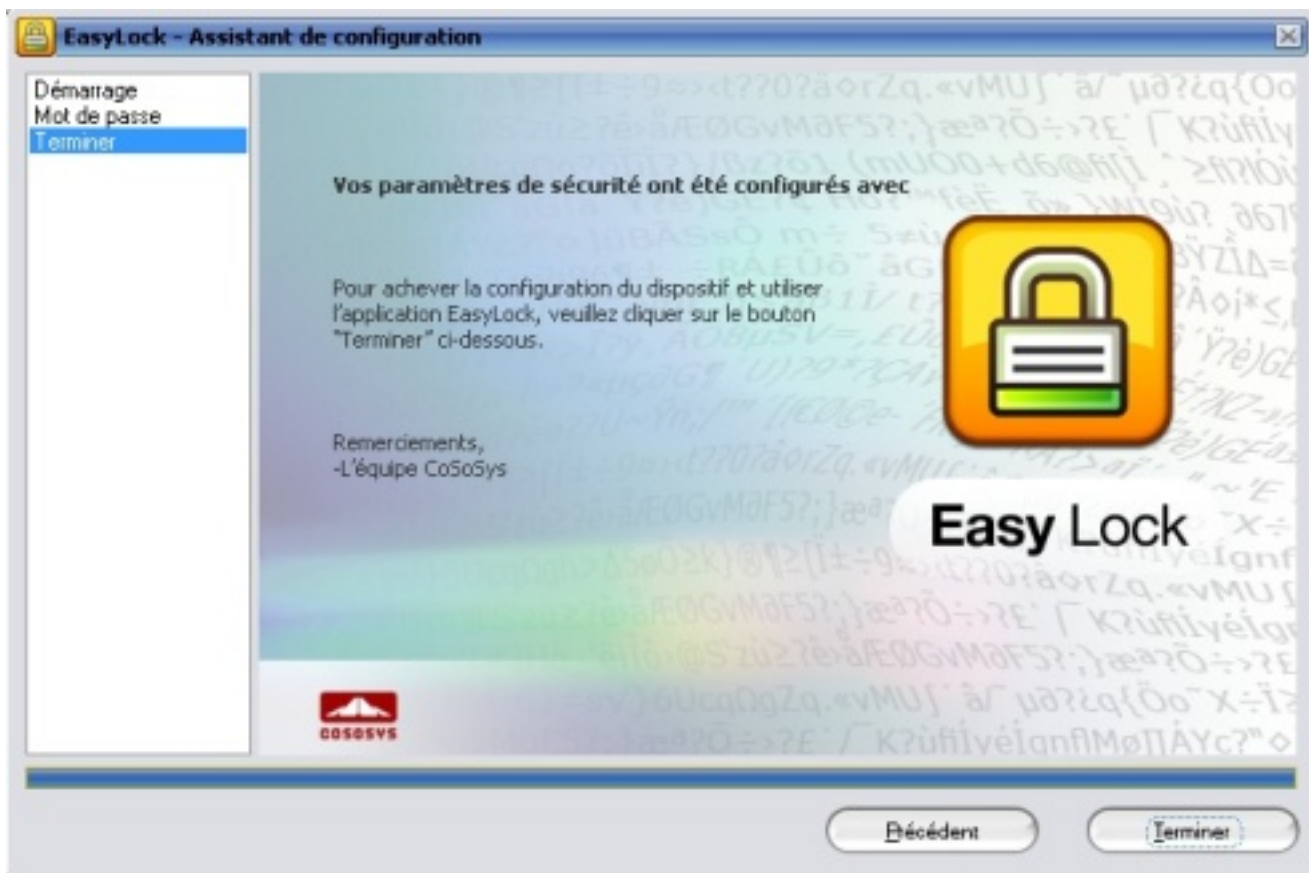 EasyLock - Assistant de configuration
Démarrage
Mot de passe
Terminer
Vos paramètres de sécurité ont été configurés avec
Pour achever la configuration du dispositif et utiliser
l'application EasyLock, veuillez cliquer sur le bouton
"Terminer" ci-dessous.
Remerciements,
-L'équipe CoSoSys
Easy Lock
COSOSYS
Précédent
Terminer